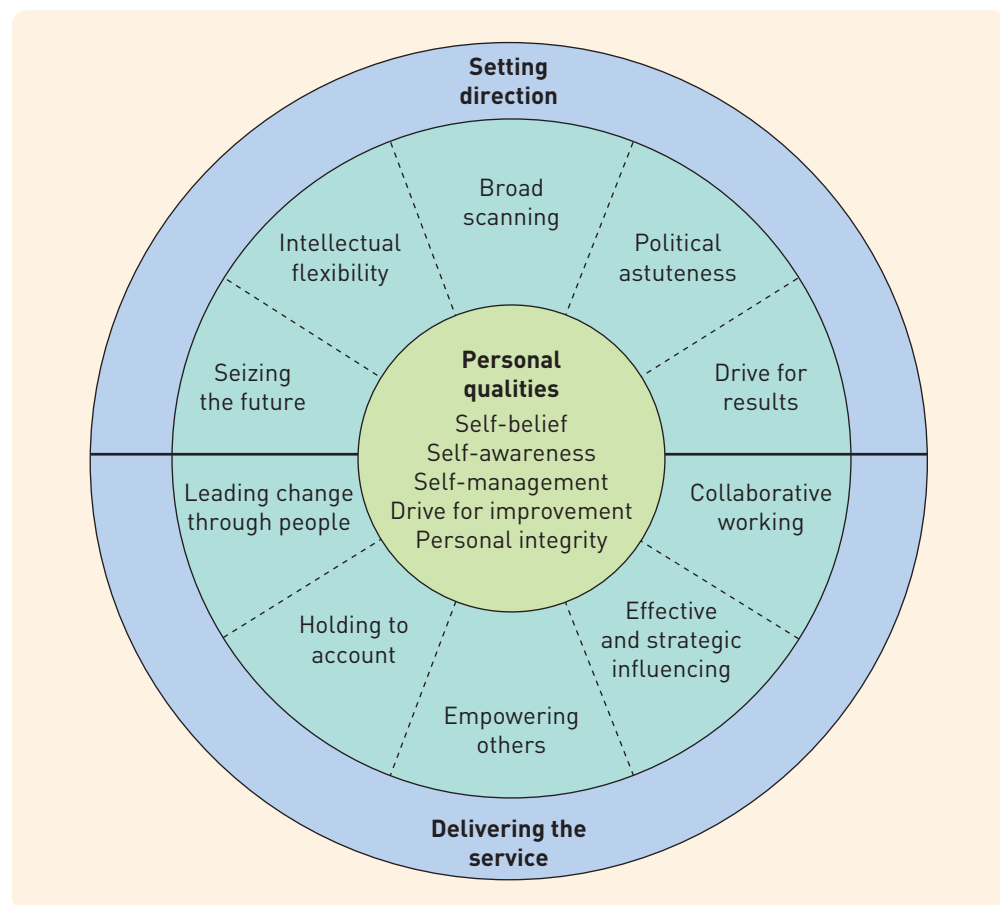 Setting
direction
Broad
scanning
Intellectual
flexibility
Political
astuteness
Seizing
the future
Drive for
results
Personal
qualities
Self-belief
Self-awareness
Self-management
Drive for improvement
Personal integrity
Leading change
through people
Collaborative
working
Holding to
account
Effective
and strategic
influencing
Empowering
others
Delivering the
service